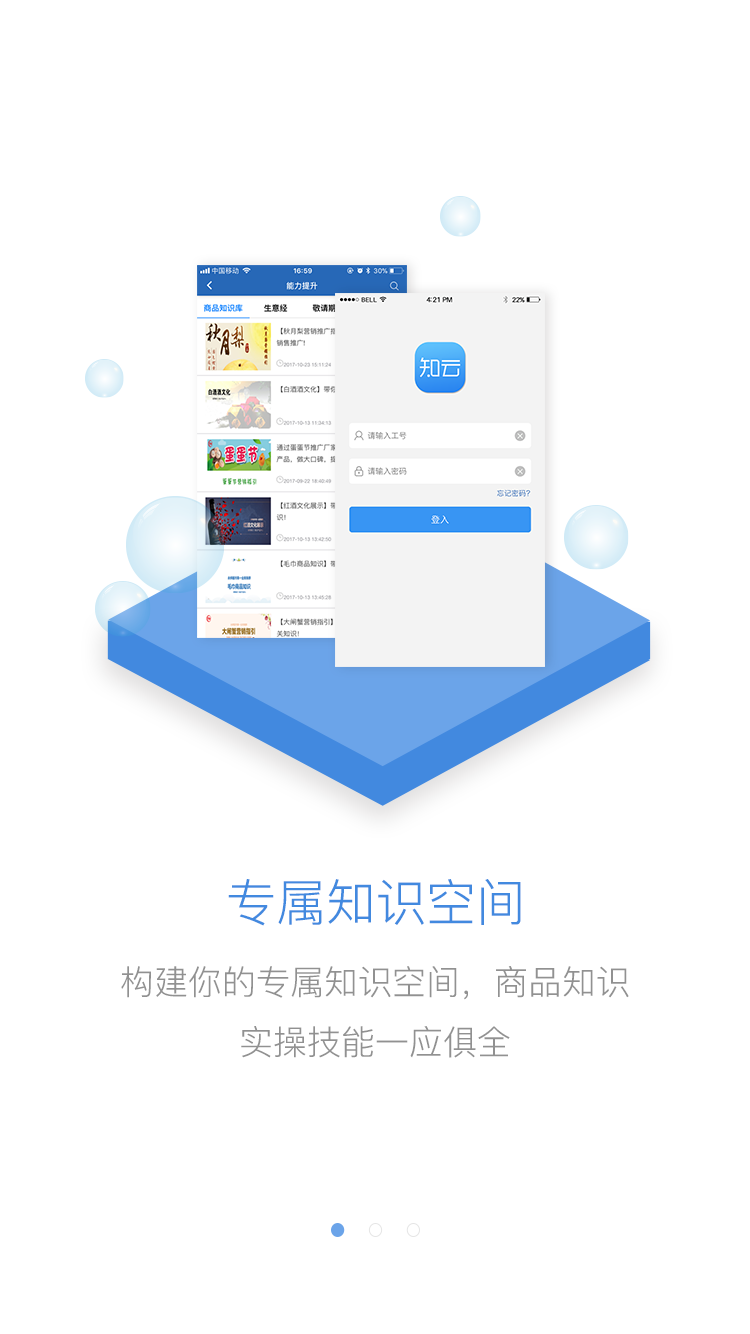 中国移动 16:59 30%
能力提升
商品知识库 生意经 敬请期
秋月梨
【秋月梨营销推广指
销售推广!
2017-10-23 10:11:24
白酒酒文化
【白酒酒文化】带你
2017-10-13 11:34:13
蛋蛋节
蛋蛋节营销指引
通过蛋蛋节推广厂家
产品、做大口碑,提
2017-09-22 16:40:49
红酒文化展示
【红酒文化展示】带
识!
2017-10-13 13:42:50
毛巾商品知识
【毛巾商品知识】带
2017-10-13 13:40:28
大闸蟹营销指引
【大闸蟹营销指引】
关知识!
BELL 4:21 PM 22%
知云
请输入工号
请输入密码
忘记密码?
登入
专属知识空间
构建你的专属知识空间，商品知识
实操技能一应俱全